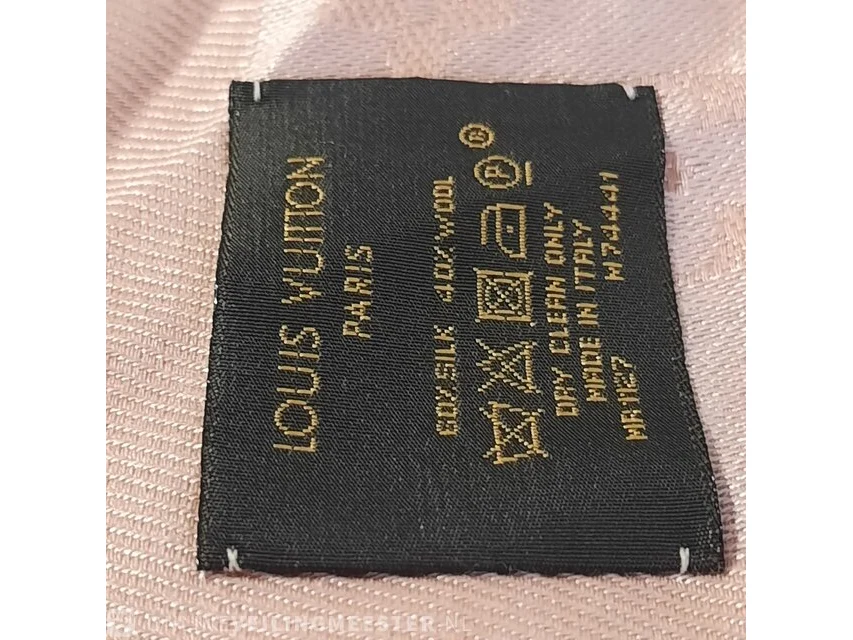 LOUIS VUITTON
PARIS
60% SILK 40% WOOL
DRY CLEAN ONLY
MADE IN ITALY
M74441